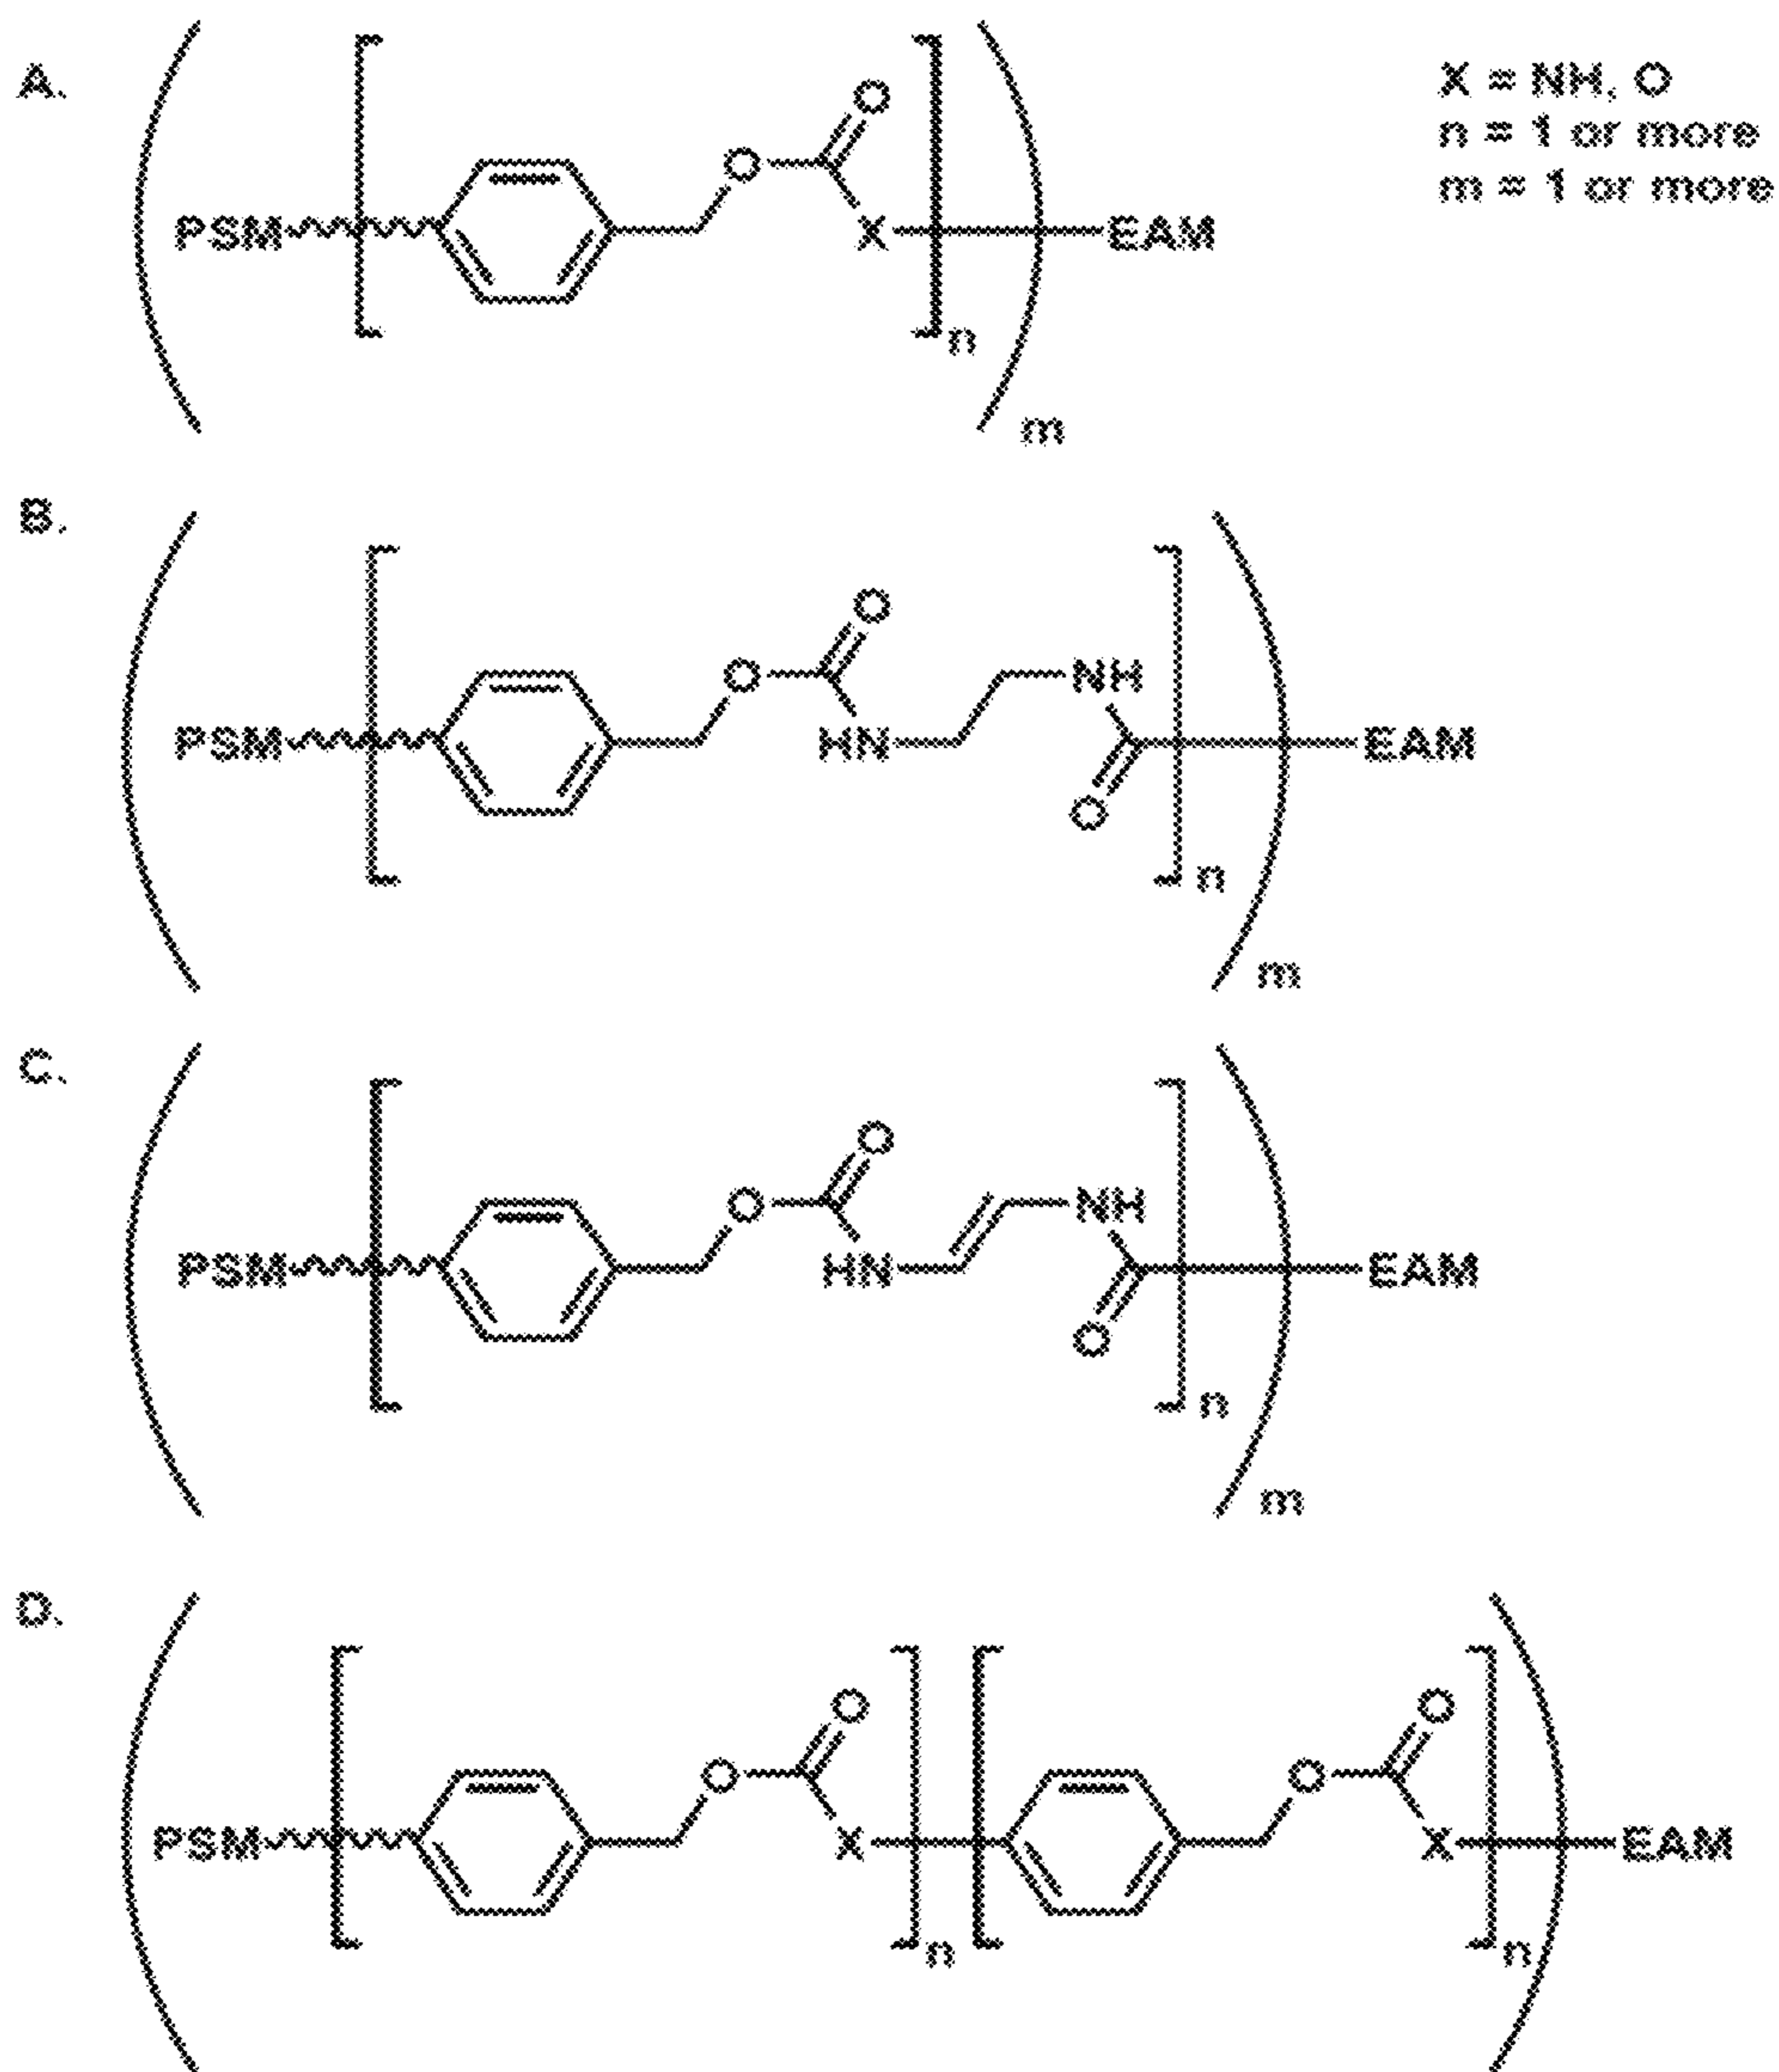 A.
X = NH, O
n = 1 or more
m = 1 or more
O
O
PSM
X
EAM
n
m
B.
O
O
NH
PSM
HN
EAM
O
n
m
C.
O
O
NH
PSM
HN
EAM
O
n
m
D.
O
O
O
O
PSM
X
X
EAM
n
n